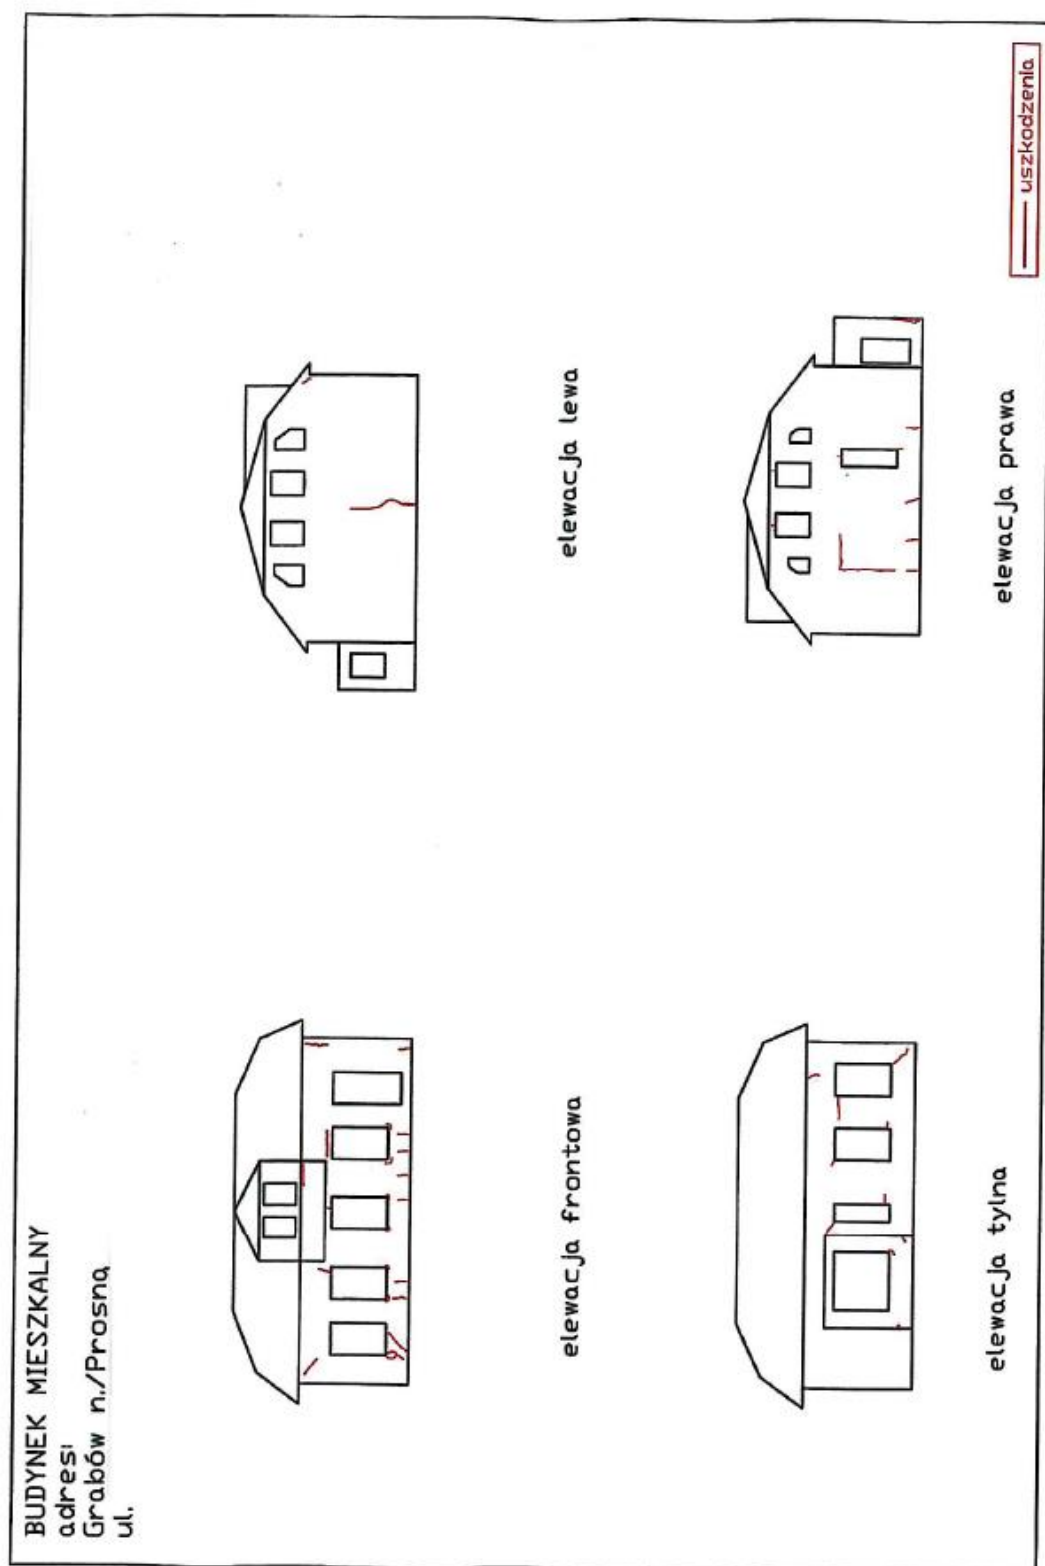 BUDYNEK MIESZKALNY
adres:
Grabów n./Prosną
ul.
elewacja frontowa
elewacja lewa
elewacja tylna
elewacja prawa
uszkodzenia